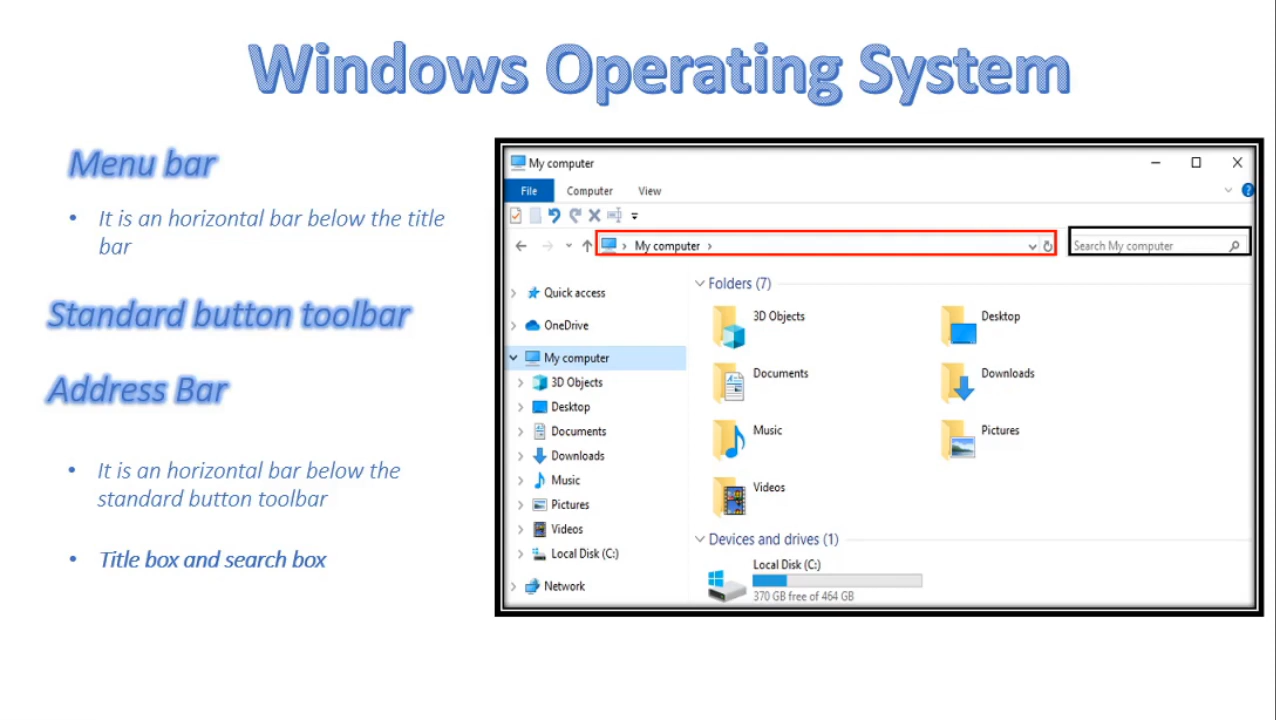 Windows Operating System
Menu bar
• It is an horizontal bar below the title
bar
Standard button toolbar
Address Bar
• It is an horizontal bar below the
standard button toolbar
• Title box and search box
My computer
File Computer View
My computer
Search My computer
Quick access
OneDrive
My computer
3D Objects
Desktop
Documents
Downloads
Music
Pictures
Videos
Local Disk (C:)
Network
Folders (7)
3D Objects
Desktop
Documents
Downloads
Music
Pictures
Videos
Devices and drives (1)
Local Disk (C:)
370 GB free of 464 GB